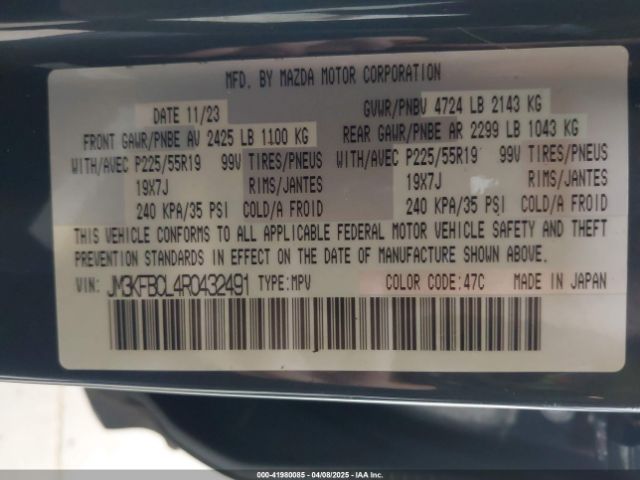 MFD. BY MAZDA MOTOR CORPORATION
DATE 11/23 GVWR/PNBV 4724 LB 2143 KG
FRONT GAWR/PNBE AV 2425 LB 1100 KG REAR GAWR/PNBE AR 2299 LB 1043 KG
WITH/AVEC P225/55R19 99V TIRES/PNEUS WITH/AVEC P225/55R19 99V TIRES/PNEUS
19X7J RIMS/JANTES 19X7J RIMS/JANTES
240 KPA/35 PSI COLD/A FROID 240 KPA/35 PSI COLD/A FROID
THIS VEHICLE CONFORMS TO ALL APPLICABLE FEDERAL MOTOR VEHICLE SAFETY AND THEFT
PREVENTION STANDARDS IN EFFECT ON THE DATE OF MANUFACTURE SHOWN ABOVE.
VIN: JM3KFBCL4R0432491 TYPE:MPV COLOR CODE:47C MADE IN JAPAN
000-41980085 - 04/08/2025 - IAAI.COM